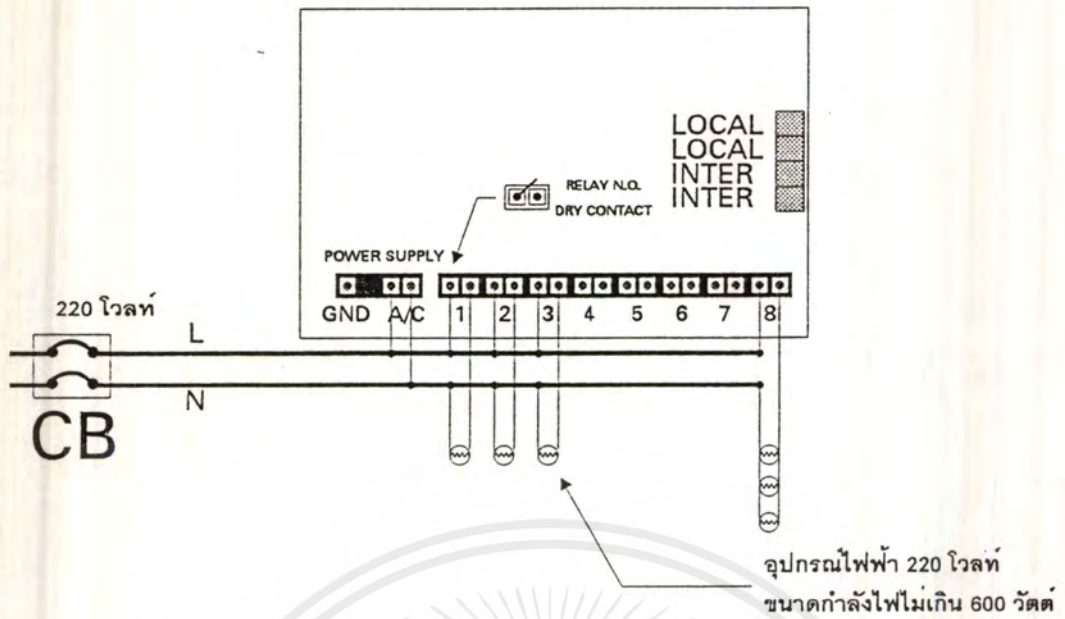 LOCAL
LOCAL
INTER
INTER
RELAY N.O.
DRY CONTACT
POWER SUPPLY
GND A/C 1 2 3 4 5 6 7 8
220 โวลท์
L
N
CB
อุปกรณ์ไฟฟ้า 220 โวลท์
ขนาดกำลังไฟไม่เกิน 600 วัตต์